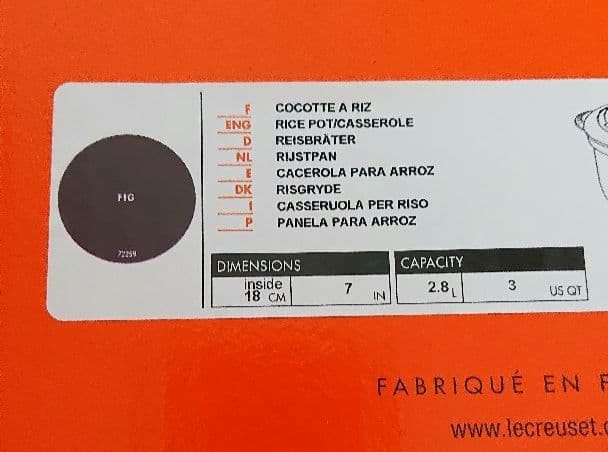 FIG
72259
F COCOTTE A RIZ
ENG RICE POT/CASSEROLE
D REISBRÄTER
NL RIJSTPAN
E CACEROLA PARA ARROZ
DK RISGRYDE
I CASSERUOLA PER RISO
P PANELA PARA ARROZ
DIMENSIONS CAPACITY
inside
18 CM 7 IN 2.8 L 3 US QT
FABRIQUÉ EN F
www.lecreuset.c